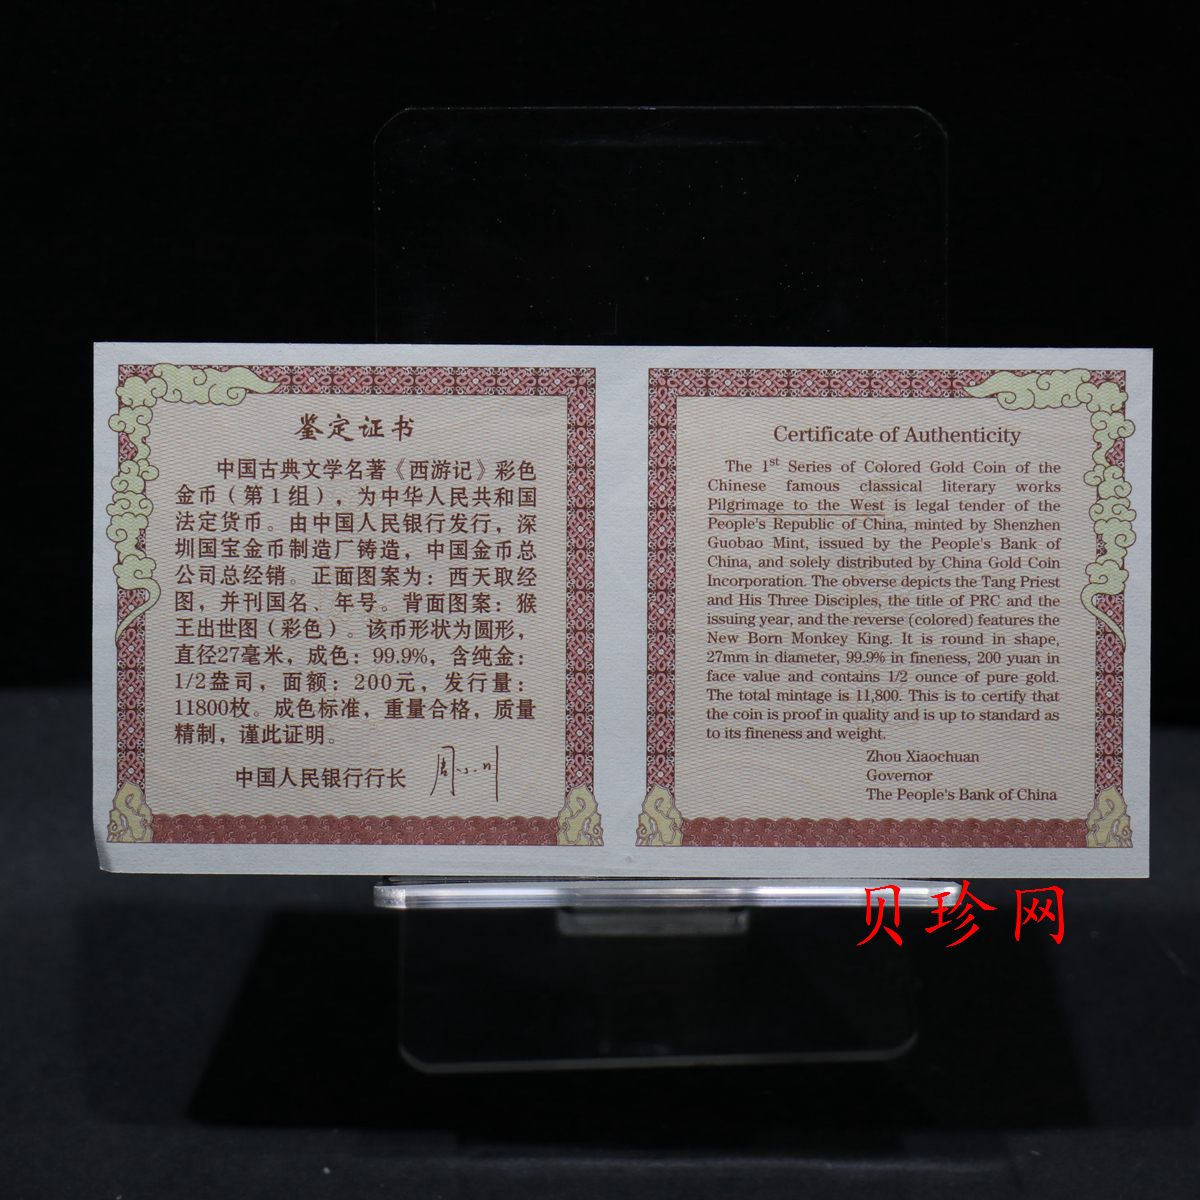 鉴定证书
中国古典文学名著《西游记》彩色
金币（第1组），为中华人民共和国
法定货币。由中国人民银行发行，深
圳国宝金币制造厂铸造，中国金币总
公司总经销。正面图案为：西天取经
图，并刊国名、年号。背面图案：猴
王出世图（彩色）。该币形状为圆形，
直径27毫米，成色：99.9%，含纯金：
1/2盎司，面额：200元，发行量：
11800枚。成色标准，重量合格，质量
精制，谨此证明。
中国人民银行行长 周小川
Certificate of Authenticity
The 1st Series of Colored Gold Coin of the
Chinese famous classical literary works
Pilgrimage to the West is legal tender of the
People's Republic of China, minted by Shenzhen
Guobao Mint, issued by the People's Bank of
China, and solely distributed by China Gold Coin
Incorporation. The obverse depicts the Tang Priest
and His Three Disciples, the title of PRC and the
issuing year, and the reverse (colored) features the
New Born Monkey King. It is round in shape,
27mm in diameter, 99.9% in fineness, 200 yuan in
face value and contains 1/2 ounce of pure gold.
The total mintage is 11,800. This is to certify that
the coin is proof in quality and is up to standard as
to its fineness and weight.
Zhou Xiaochuan
Governor
The People's Bank of China
贝珍网